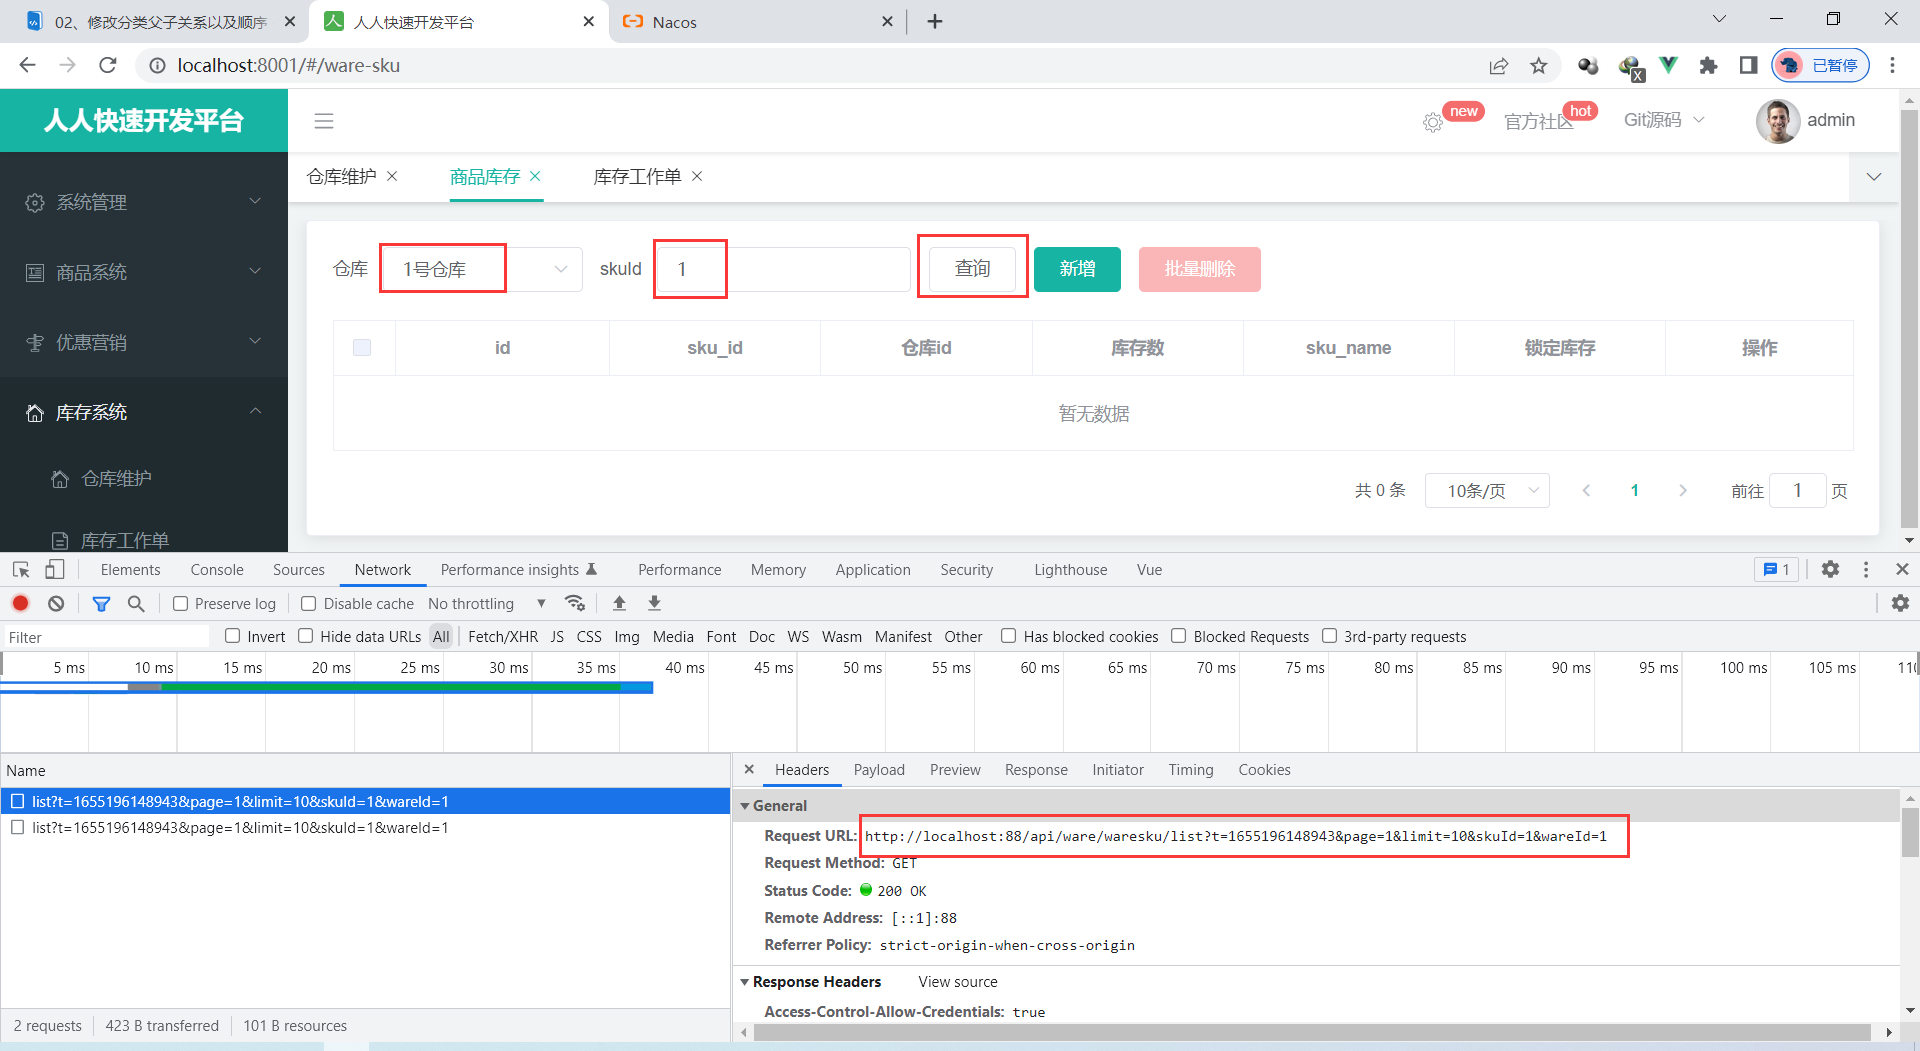 02、修改分类父子关系以及顺序
人人快速开发平台
Nacos
localhost:8001/#/ware-sku
已暂停
人人快速开发平台
new
官方社区
hot
Git源码
admin
仓库维护
商品库存
库存工作单
系统管理
商品系统
优惠营销
库存系统
仓库维护
库存工作单
仓库 1号仓库 skuId 1 查询 新增 批量删除
id sku_id 仓库id 库存数 sku_name 锁定库存 操作
暂无数据
共 0 条 10条/页 1 前往 1 页
Elements Console Sources Network Performance insights Performance Memory Application Security Lighthouse Vue 1
Preserve log Disable cache No throttling
Filter Invert Hide data URLs All Fetch/XHR JS CSS Img Media Font Doc WS Wasm Manifest Other Has blocked cookies Blocked Requests 3rd-party requests
5 ms 10 ms 15 ms 20 ms 25 ms 30 ms 35 ms 40 ms 45 ms 50 ms 55 ms 60 ms 65 ms 70 ms 75 ms 80 ms 85 ms 90 ms 95 ms 100 ms 105 ms
Name
list?t=1655196148943&page=1&limit=10&skuId=1&wareId=1
list?t=1655196148943&page=1&limit=10&skuId=1&wareId=1
2 requests 423 B transferred 101 B resources
Headers Payload Preview Response Initiator Timing Cookies
General
Request URL: http://localhost:88/api/ware/waresku/list?t=1655196148943&page=1&limit=10&skuId=1&wareId=1
Request Method: GET
Status Code: 200 OK
Remote Address: [::1]:88
Referrer Policy: strict-origin-when-cross-origin
Response Headers View source
Access-Control-Allow-Credentials: true